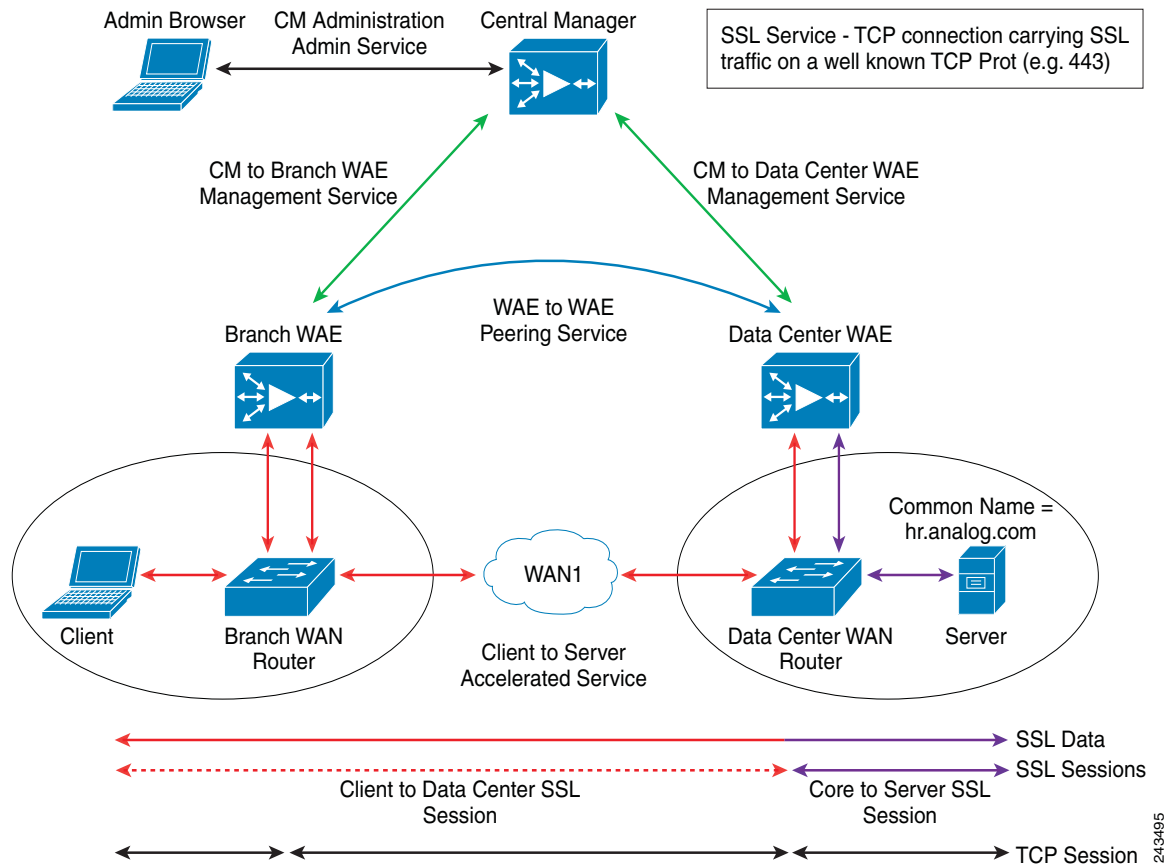 Admin Browser
CM Administration
Admin Service
Central Manager
SSL Service - TCP connection carrying SSL
traffic on a well known TCP Prot (e.g. 443)
CM to Branch WAE
Management Service
CM to Data Center WAE
Management Service
WAE to WAE
Peering Service
Branch WAE
Data Center WAE
Common Name =
hr.analog.com
WAN1
Client
Branch WAN
Router
Client to Server
Accelerated Service
Data Center WAN
Router
Server
SSL Data
SSL Sessions
Client to Data Center SSL
Session
Core to Server SSL
Session
TCP Session
243495